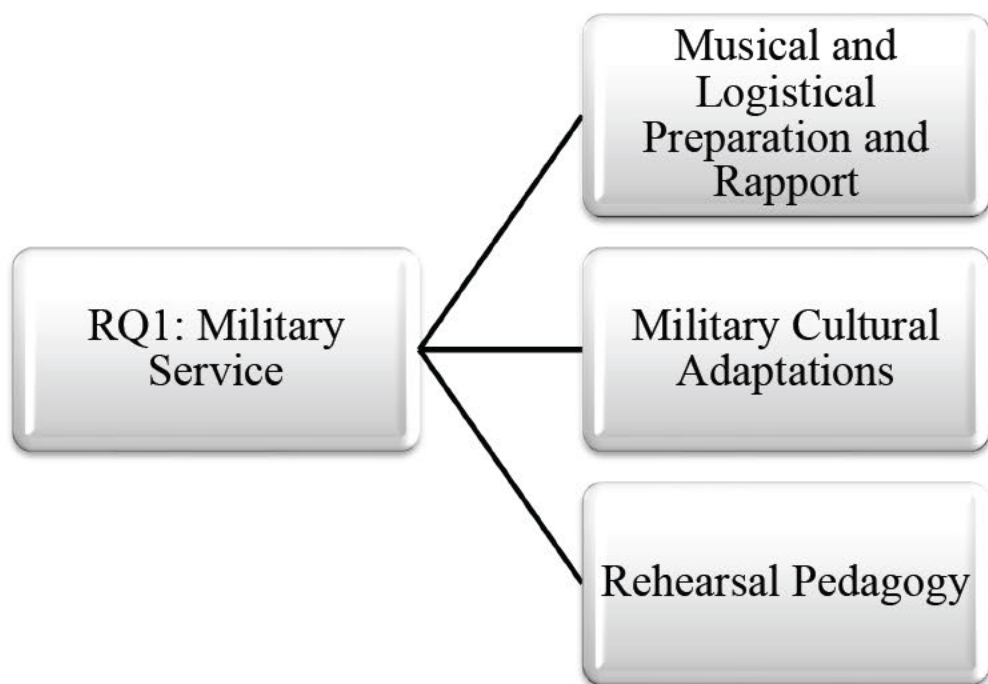 Musical and
Logistical
Preparation and
Rapport
RQ1: Military
Service
Military Cultural
Adaptations
Rehearsal Pedagogy